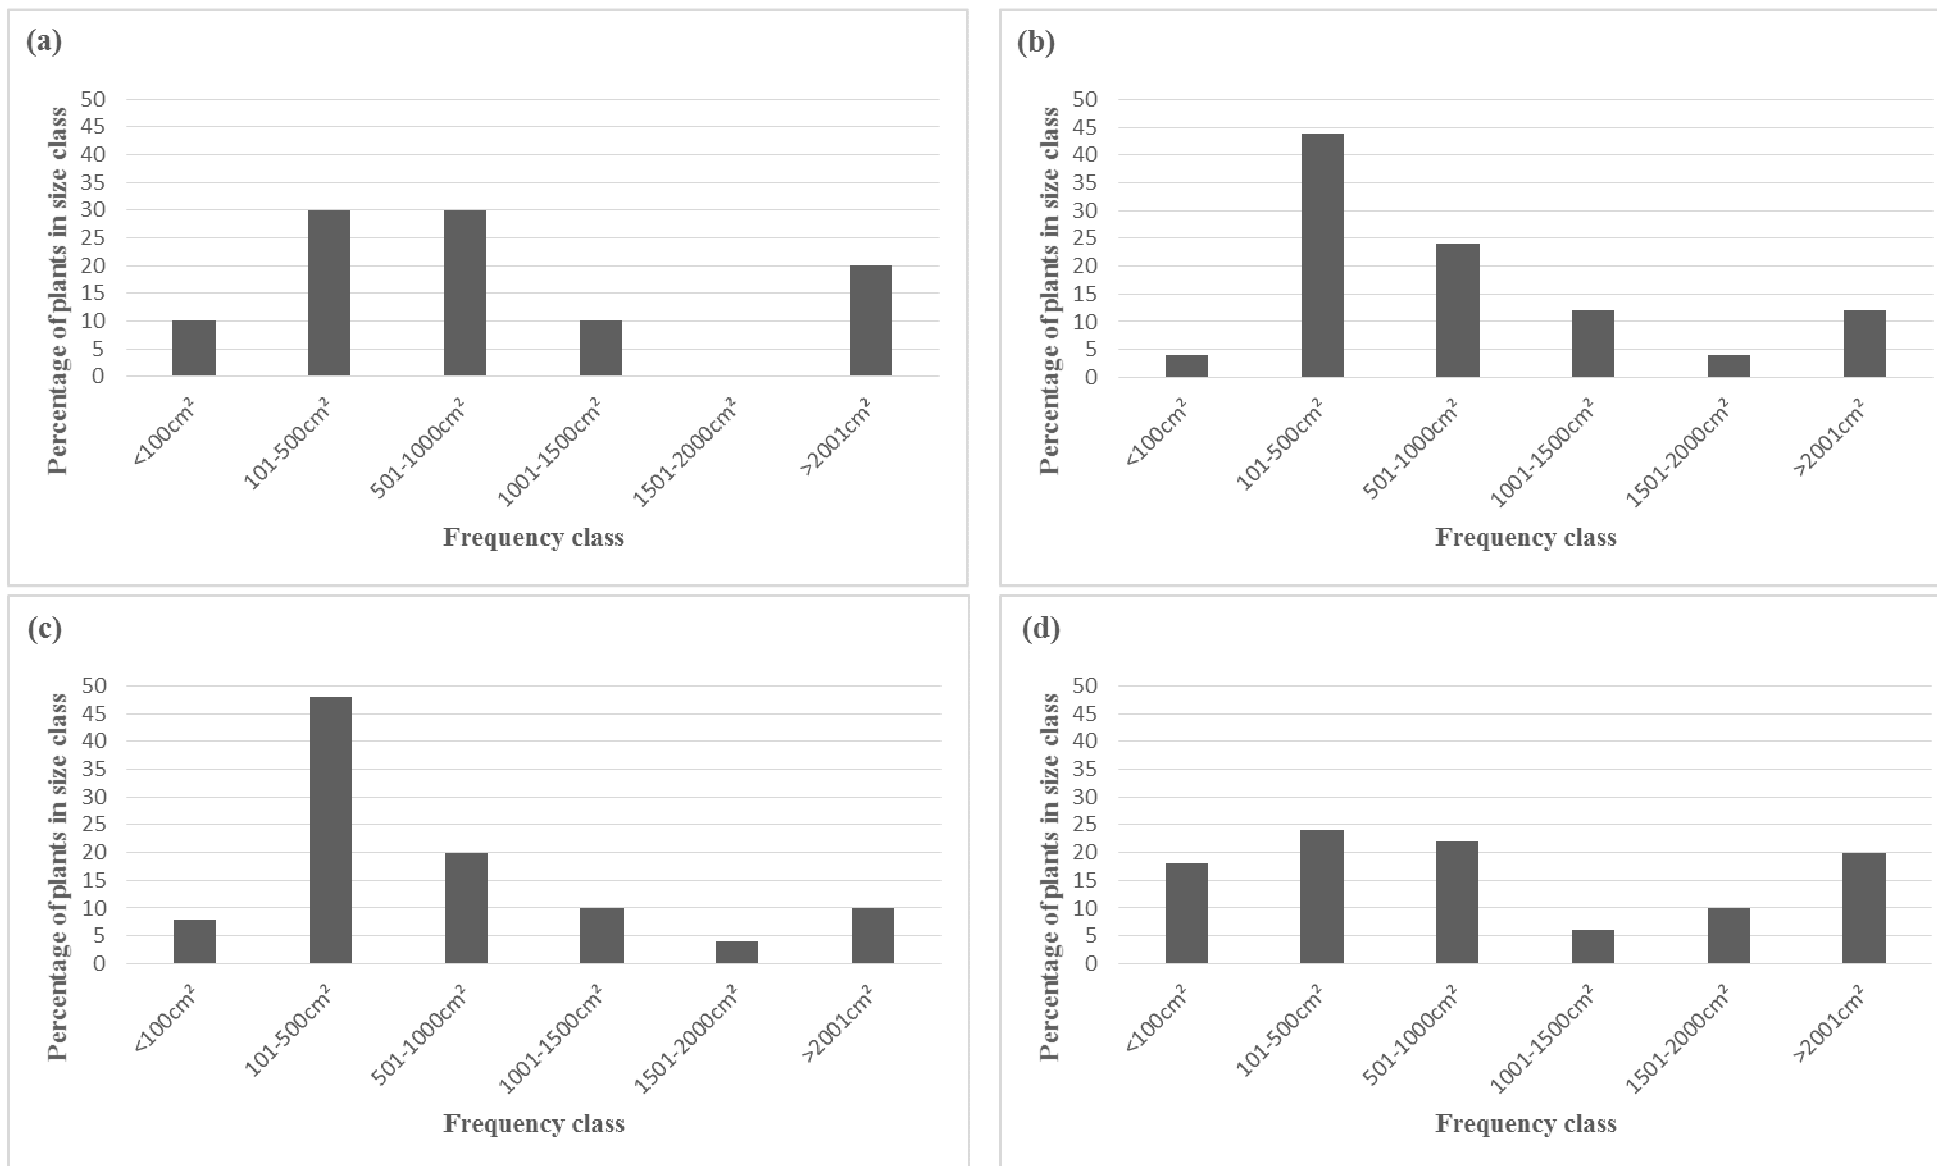 (a)
Percentage of plants in size class
50
45
40
35
30
25
20
15
10
5
0
<100cm²
101-500cm²
501-1000cm²
1001-1500cm²
1501-2000cm²
>2001cm²
Frequency class
(b)
Percentage of plants in size class
50
45
40
35
30
25
20
15
10
5
0
<100cm²
101-500cm²
501-1000cm²
1001-1500cm²
1501-2000cm²
>2001cm²
Frequency class
(c)
Percentage of plants in size class
50
45
40
35
30
25
20
15
10
5
0
<100cm²
101-500cm²
501-1000cm²
1001-1500cm²
1501-2000cm²
>2001cm²
Frequency class
(d)
Percentage of plants in size class
50
45
40
35
30
25
20
15
10
5
0
<100cm²
101-500cm²
501-1000cm²
1001-1500cm²
1501-2000cm²
>2001cm²
Frequency class